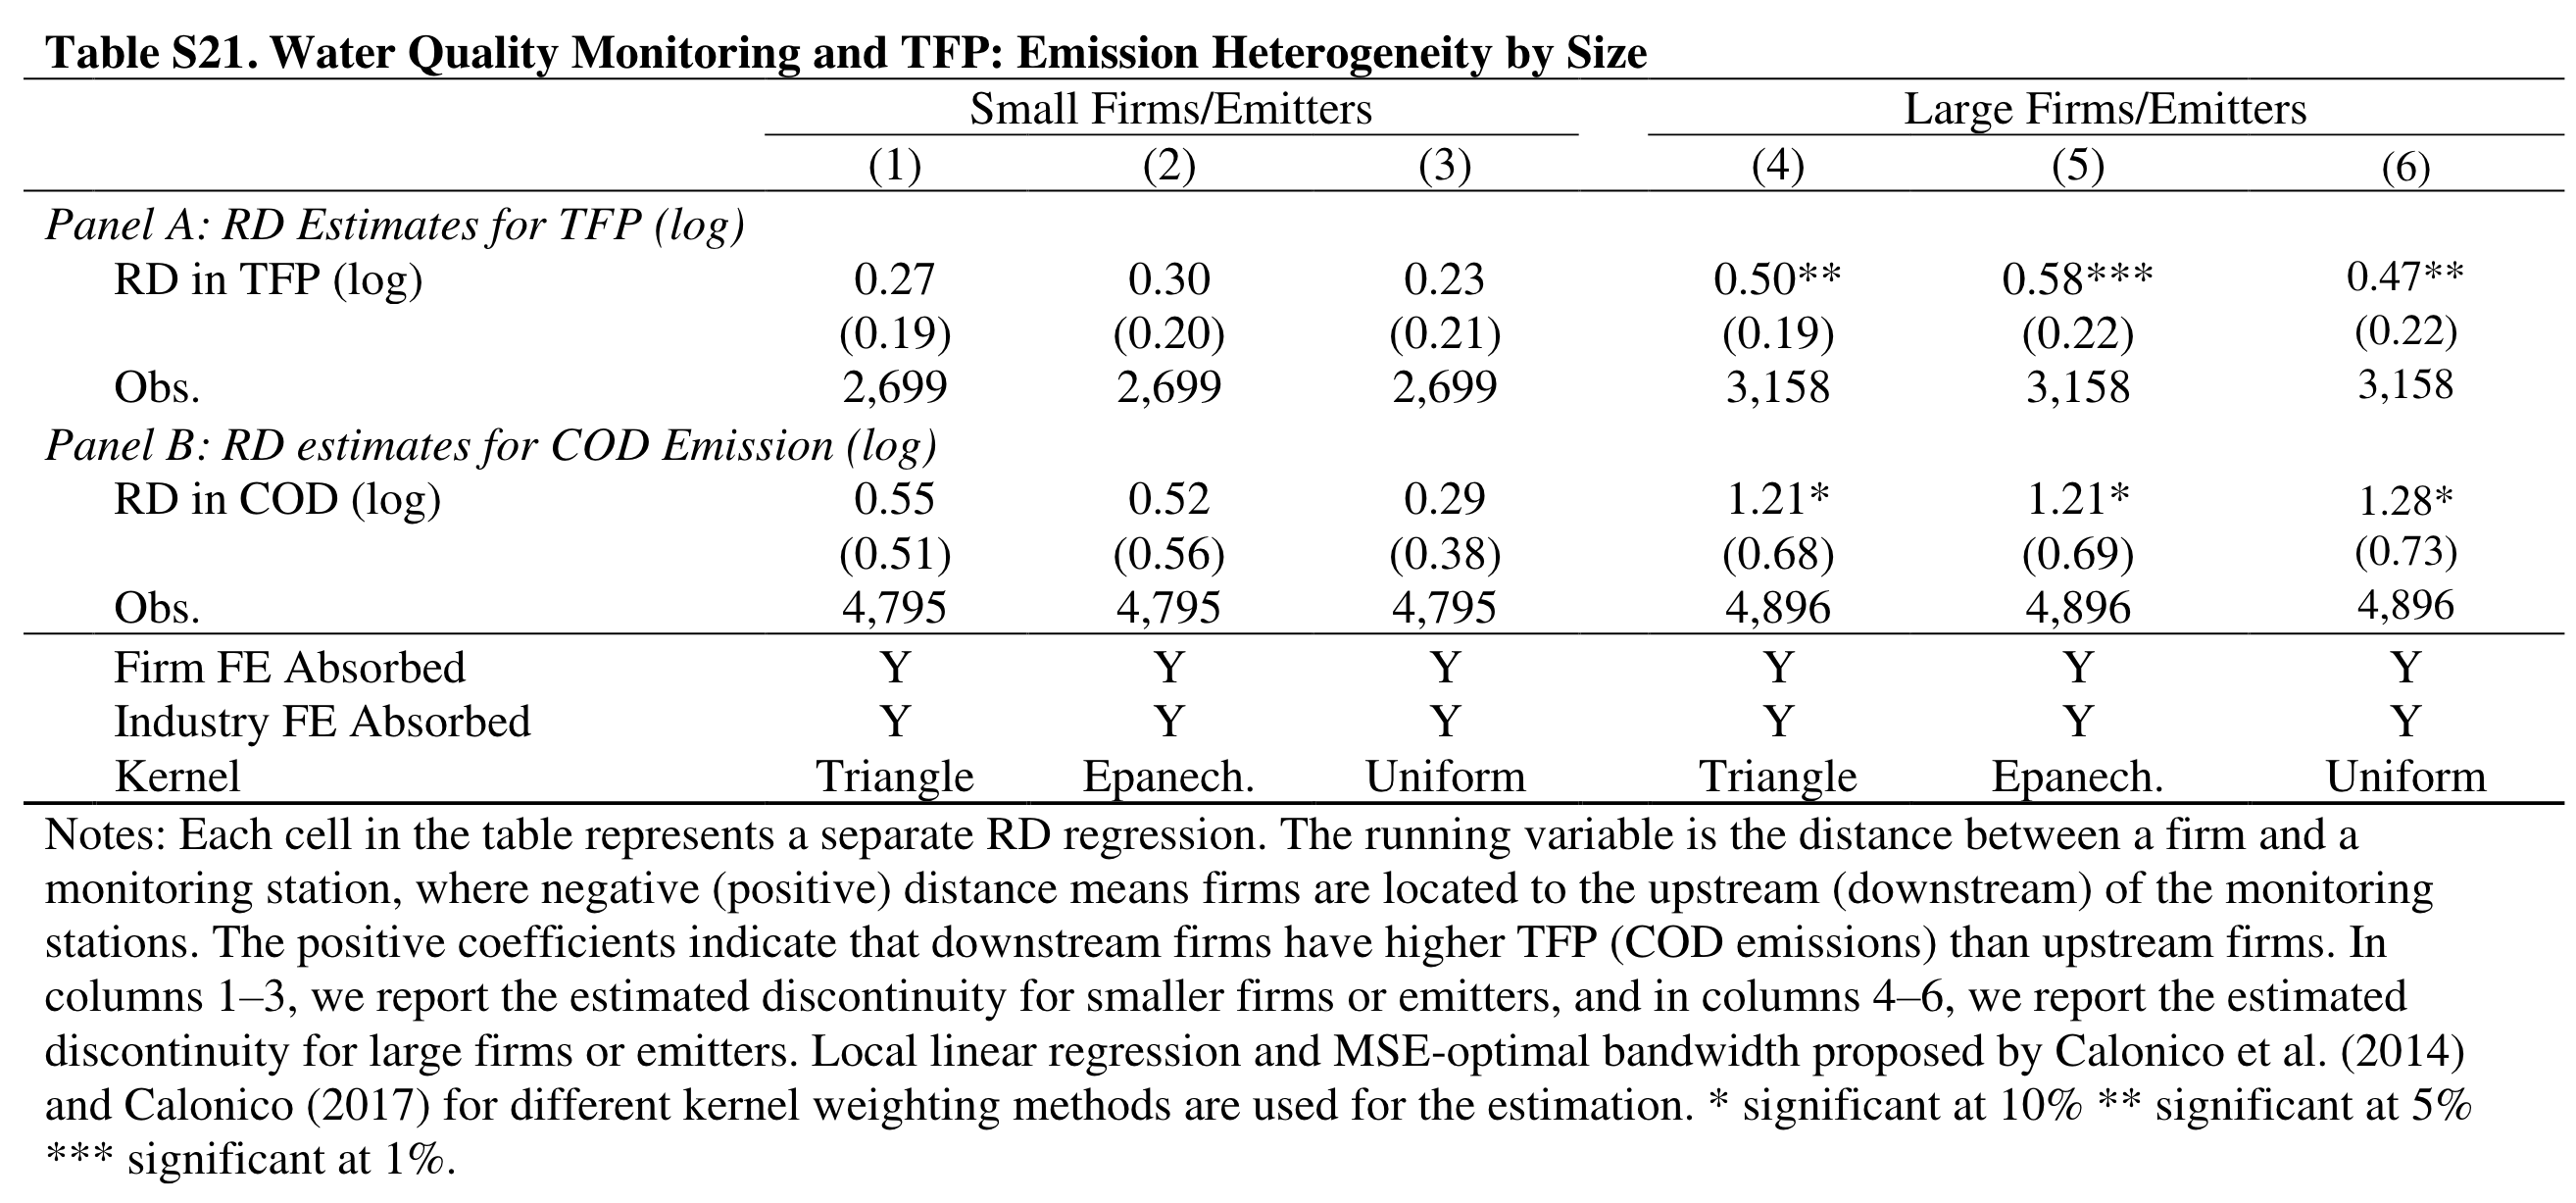 Table S21. Water Quality Monitoring and TFP: Emission Heterogeneity by Size
Small Firms/Emitters Large Firms/Emitters
(1) (2) (3) (4) (5) (6)
Panel A: RD Estimates for TFP (log)
RD in TFP (log) 0.27 0.30 0.23 0.50** 0.58*** 0.47**
(0.19) (0.20) (0.21) (0.19) (0.22) (0.22)
Obs. 2,699 2,699 2,699 3,158 3,158 3,158
Panel B: RD estimates for COD Emission (log)
RD in COD (log) 0.55 0.52 0.29 1.21* 1.21* 1.28*
(0.51) (0.56) (0.38) (0.68) (0.69) (0.73)
Obs. 4,795 4,795 4,795 4,896 4,896 4,896
Firm FE Absorbed Y Y Y Y Y Y
Industry FE Absorbed Y Y Y Y Y Y
Kernel Triangle Epanech. Uniform Triangle Epanech. Uniform
Notes: Each cell in the table represents a separate RD regression. The running variable is the distance between a firm and a
monitoring station, where negative (positive) distance means firms are located to the upstream (downstream) of the monitoring
stations. The positive coefficients indicate that downstream firms have higher TFP (COD emissions) than upstream firms. In
columns 1–3, we report the estimated discontinuity for smaller firms or emitters, and in columns 4–6, we report the estimated
discontinuity for large firms or emitters. Local linear regression and MSE-optimal bandwidth proposed by Calonico et al. (2014)
and Calonico (2017) for different kernel weighting methods are used for the estimation. * significant at 10% ** significant at 5%
*** significant at 1%.